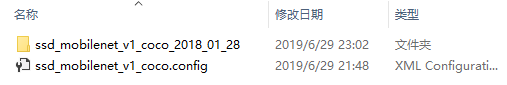 名称 修改日期 类型
ssd_mobilenet_v1_coco_2018_01_28 2019/6/29 23:02 文件夹
ssd_mobilenet_v1_coco.config 2019/6/29 21:48 XML Configurati...